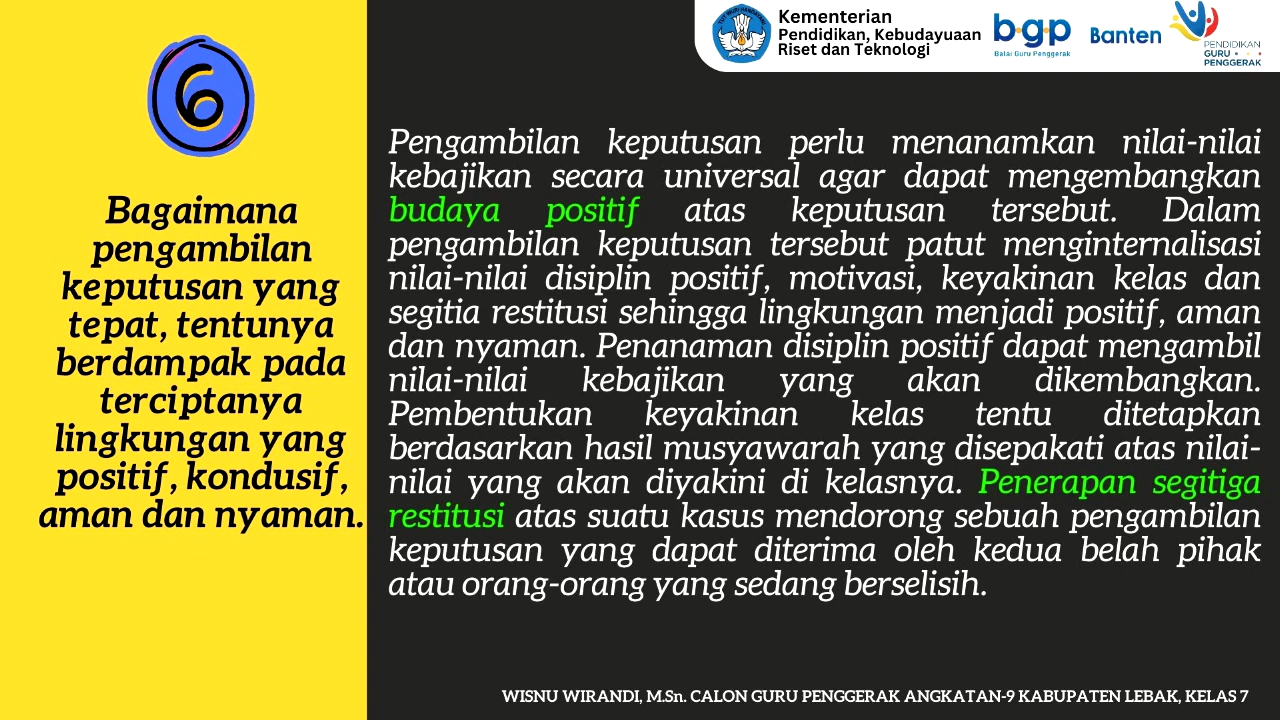 Kementerian
Pendidikan, Kebudayuaan
Riset dan Teknologi
bgp
Balai Guru Penggerak
Banten
PENDIDIKAN
GURU
PENGGERAK
6
Bagaimana
pengambilan
keputusan yang
tepat, tentunya
berdampak pada
terciptanya
lingkungan yang
positif, kondusif,
aman dan nyaman.
Pengambilan keputusan perlu menanamkan nilai-nilai
kebajikan secara universal agar dapat mengembangkan
budaya positif atas keputusan tersebut. Dalam
pengambilan keputusan tersebut patut menginternalisasi
nilai-nilai disiplin positif, motivasi, keyakinan kelas dan
segitia restitusi sehingga lingkungan menjadi positif, aman
dan nyaman. Penanaman disiplin positif dapat mengambil
nilai-nilai kebajikan yang akan dikembangkan.
Pembentukan keyakinan kelas tentu ditetapkan
berdasarkan hasil musyawarah yang disepakati atas nilai-
nilai yang akan diyakini di kelasnya. Penerapan segitiga
restitusi atas suatu kasus mendorong sebuah pengambilan
keputusan yang dapat diterima oleh kedua belah pihak
atau orang-orang yang sedang berselisih.
WISNU WIRANDI, M.Sn. CALON GURU PENGGERAK ANGKATAN-9 KABUPATEN LEBAK, KELAS 7